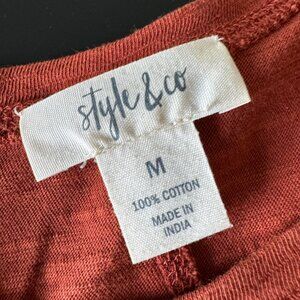 style & co
M
100% COTTON
MADE IN
INDIA